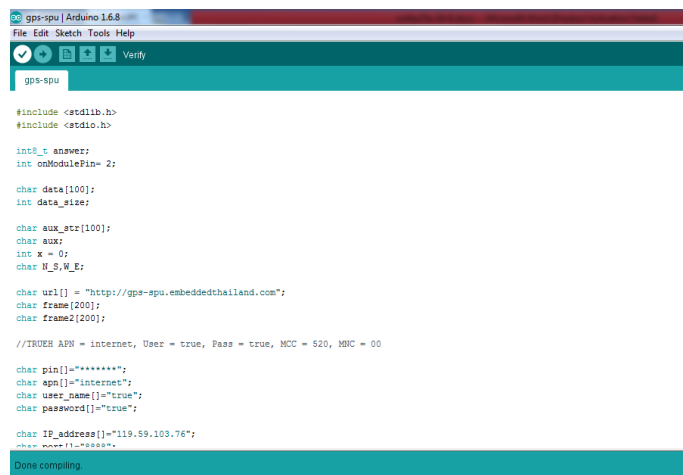 gps-spu | Arduino 1.6.8
File Edit Sketch Tools Help
Verify
gps-spu
#include <stdlib.h>
#include <stdio.h>
int8_t answer;
int onModulePin= 2;
char data[100];
int data_size;
char aux_str[100];
char aux;
int x = 0;
char N_S,W_E;
char url[] = "http://gps-spu.embeddedthailand.com";
char frame[200];
char frame2[200];
//TRUEH APN = internet, User = true, Pass = true, MCC = 520, MNC = 00
char pin[]="*******";
char apn[]="internet";
char user_name[]="true";
char password[]="true";
char IP_address[]="119.59.103.76";
char port[]="8888";
Done compiling.